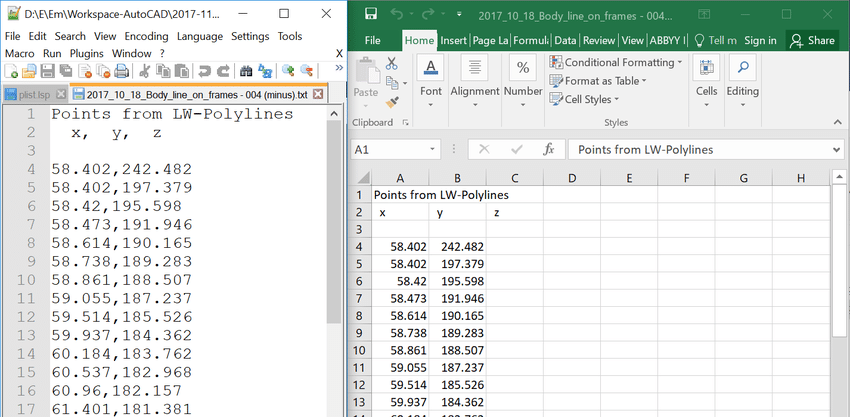 D:\E\Em\Workspace-AutoCAD\2017-11...
File Edit Search View Encoding Language Settings Tools
Macro Run Plugins Window ? X
plist.lsp 2017_10_18_Body_line_on_frames - 004 (minus).txt
1 Points from LW-Polylines
2 x, y, z
3
4 58.402,242.482
5 58.402,197.379
6 58.42,195.598
7 58.473,191.946
8 58.614,190.165
9 58.738,189.283
10 58.861,188.507
11 59.055,187.237
12 59.514,185.526
13 59.937,184.362
14 60.184,183.762
15 60.537,182.968
16 60.96,182.157
17 61.401,181.381
2017_10_18_Body_line_on_frames - 004 (minu...
File Home Insert Page La Formula Data Review View ABBYY Tell m Sign in Share
Paste Font Alignment Number Conditional Formatting Cells Editing
Format as Table
Cell Styles
Clipboard Styles
A1 fx Points from LW-Polylines
A B C D E F G H
1 Points from LW-Polylines
2 x y z
3
4 58.402 242.482
5 58.402 197.379
6 58.42 195.598
7 58.473 191.946
8 58.614 190.165
9 58.738 189.283
10 58.861 188.507
11 59.055 187.237
12 59.514 185.526
13 59.937 184.362